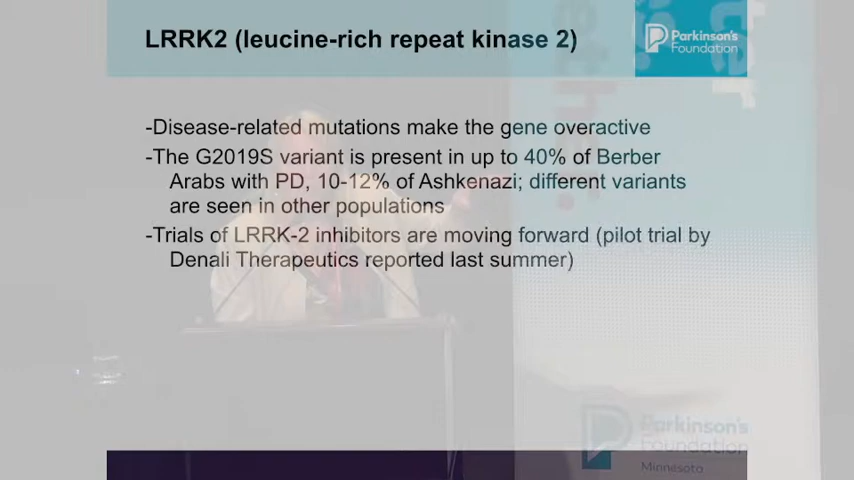 LRRK2 (leucine-rich repeat kinase 2)
Parkinson's
Foundation
-Disease-related mutations make the gene overactive
-The G2019S variant is present in up to 40% of Berber
Arabs with PD, 10-12% of Ashkenazi; different variants
are seen in other populations
-Trials of LRRK-2 inhibitors are moving forward (pilot trial by
Denali Therapeutics reported last summer)
Parkinson's
Foundation
Minnesota